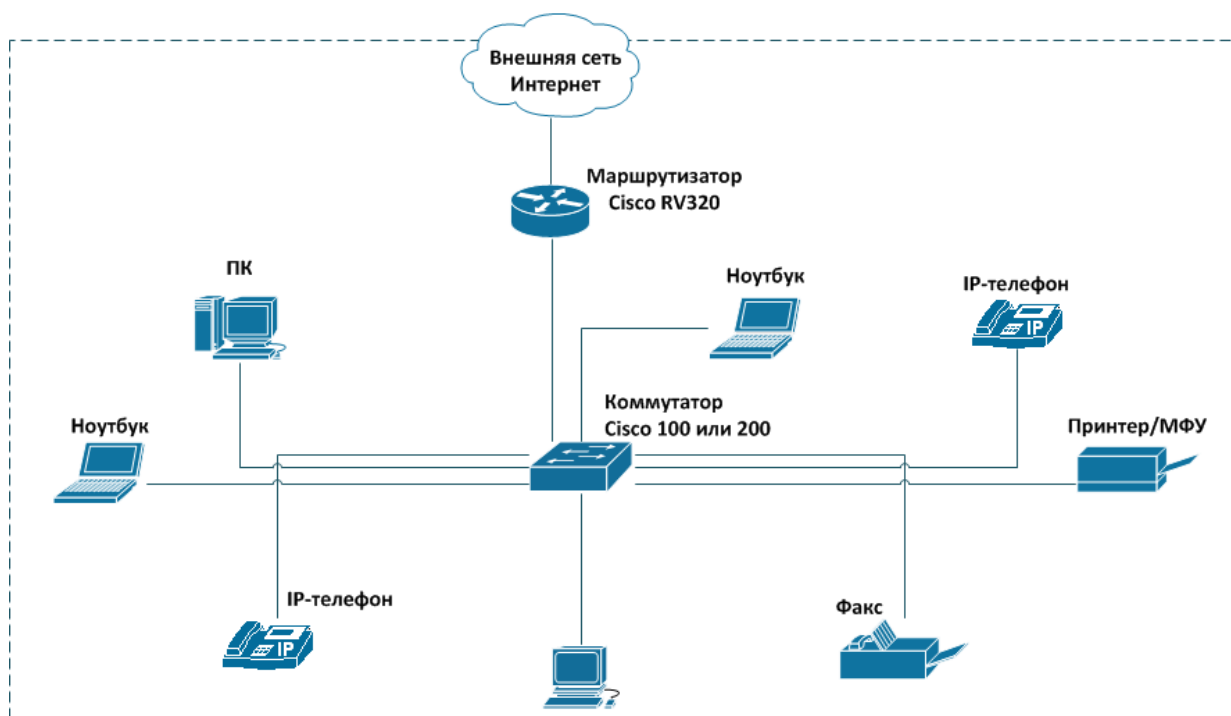 Внешняя сеть
Интернет
Маршрутизатор
Cisco RV320
ПК
Ноутбук
IP-телефон
IP
Коммутатор
Cisco 100 или 200
Ноутбук
Принтер/МФУ
IP-телефон
IP
Факс